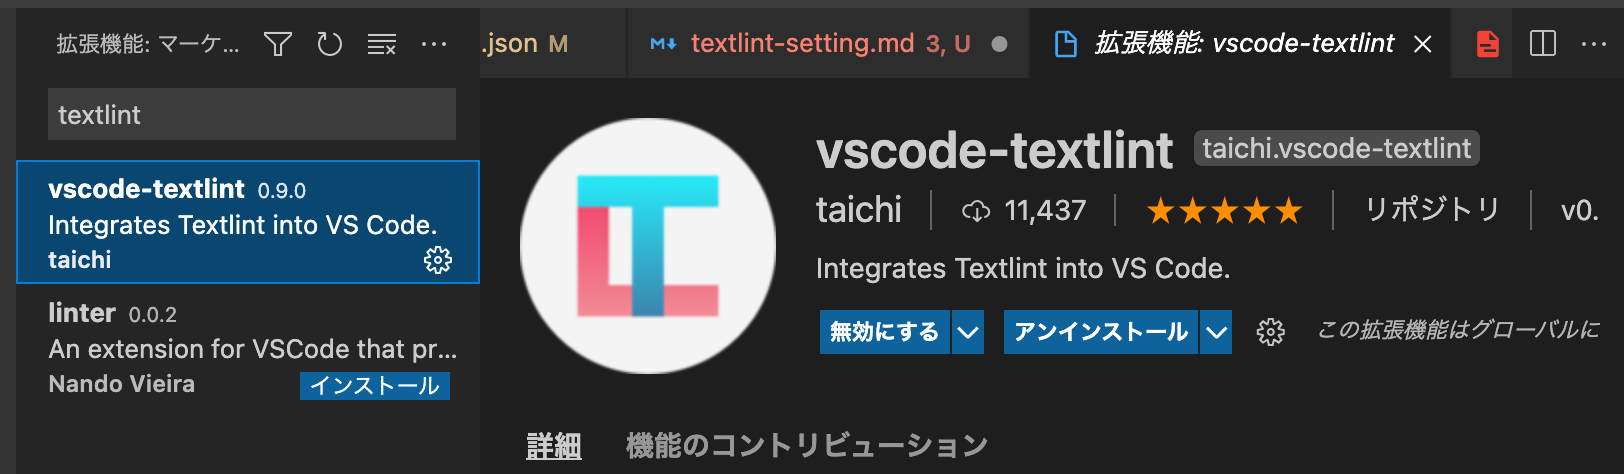 拡張機能: マーケ...
textlint
vscode-textlint 0.9.0
Integrates Textlint into VS Code.
taichi
linter 0.0.2
An extension for VSCode that pr...
Nando Vieira インストール
.json M
textlint-setting.md 3, U
拡張機能: vscode-textlint
vscode-textlint taichi.vscode-textlint
taichi 11,437 ★★★★★ リポジトリ v0.
Integrates Textlint into VS Code.
無効にする アンインストール この拡張機能はグローバルに
詳細 機能のコントリビューション